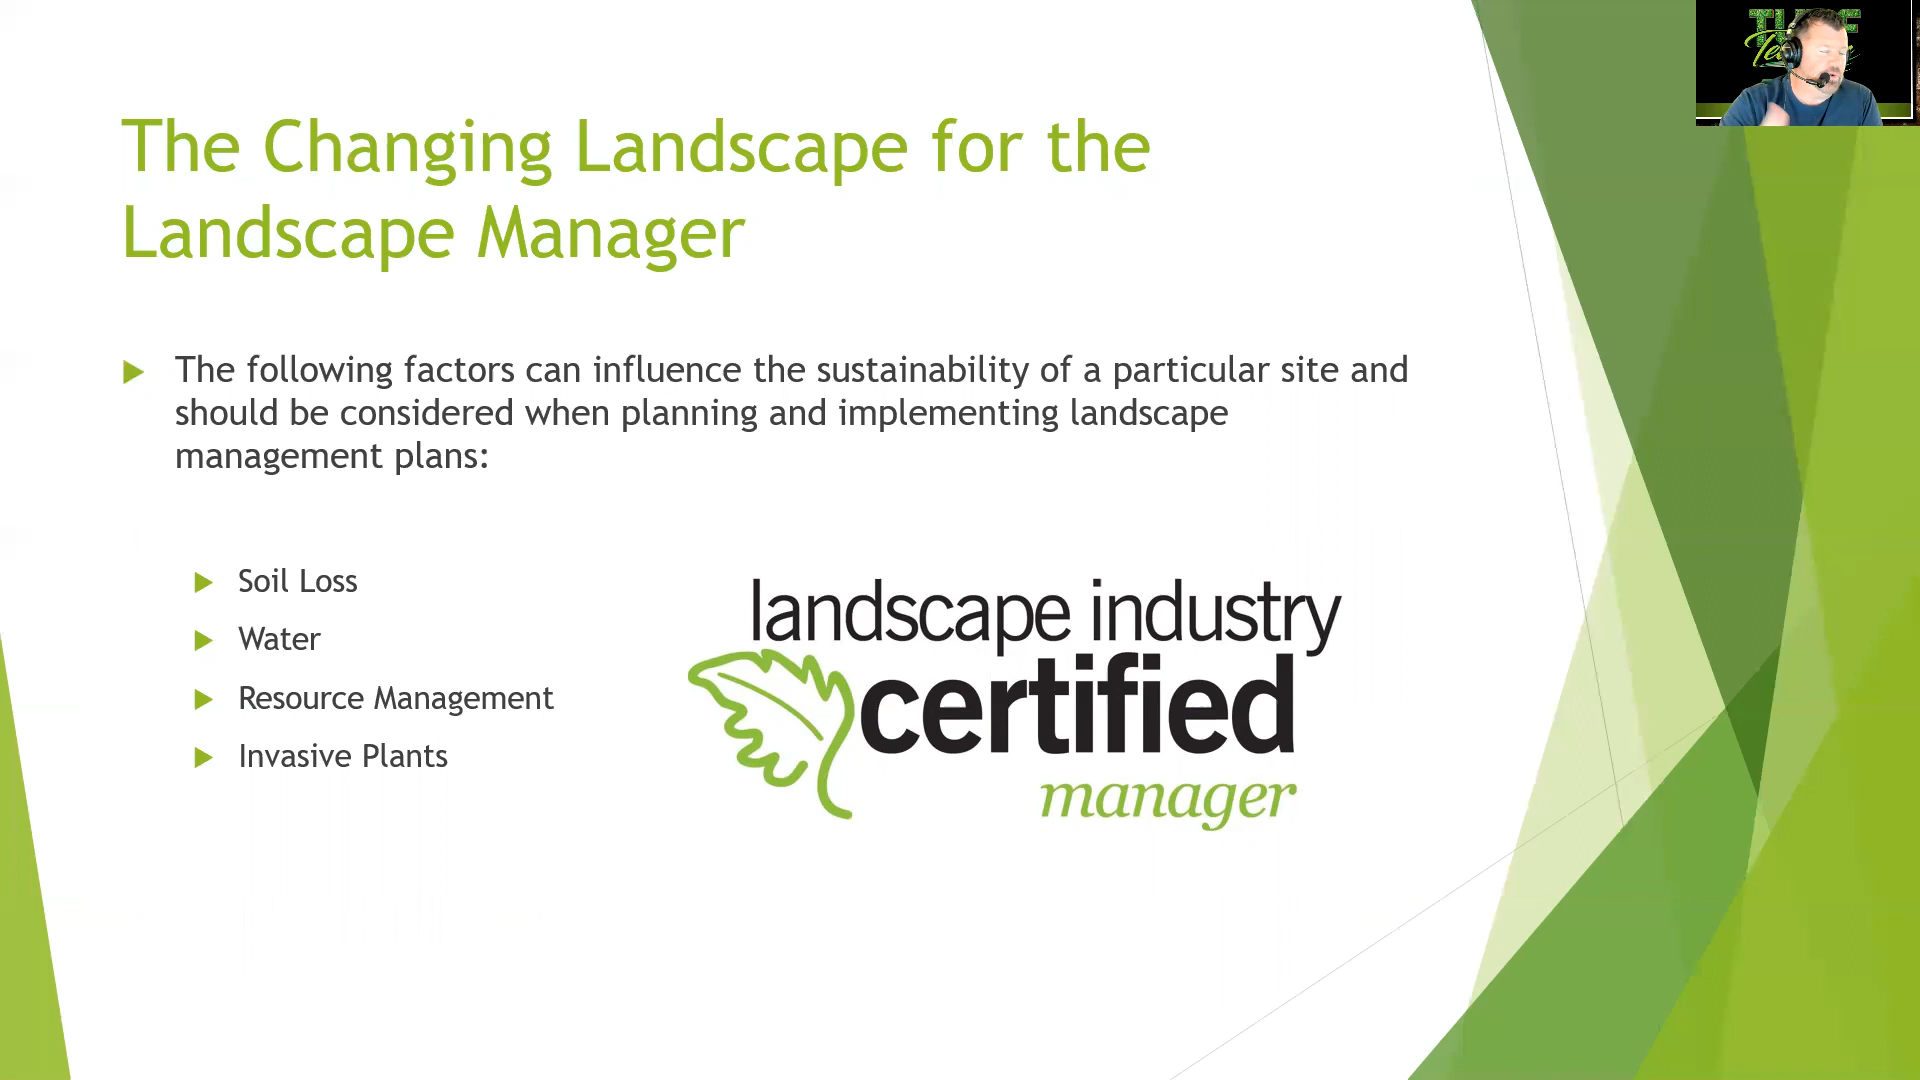 The Changing Landscape for the
Landscape Manager
The following factors can influence the sustainability of a particular site and
should be considered when planning and implementing landscape
management plans:
Soil Loss
Water
Resource Management
Invasive Plants
landscape industry
certified
manager